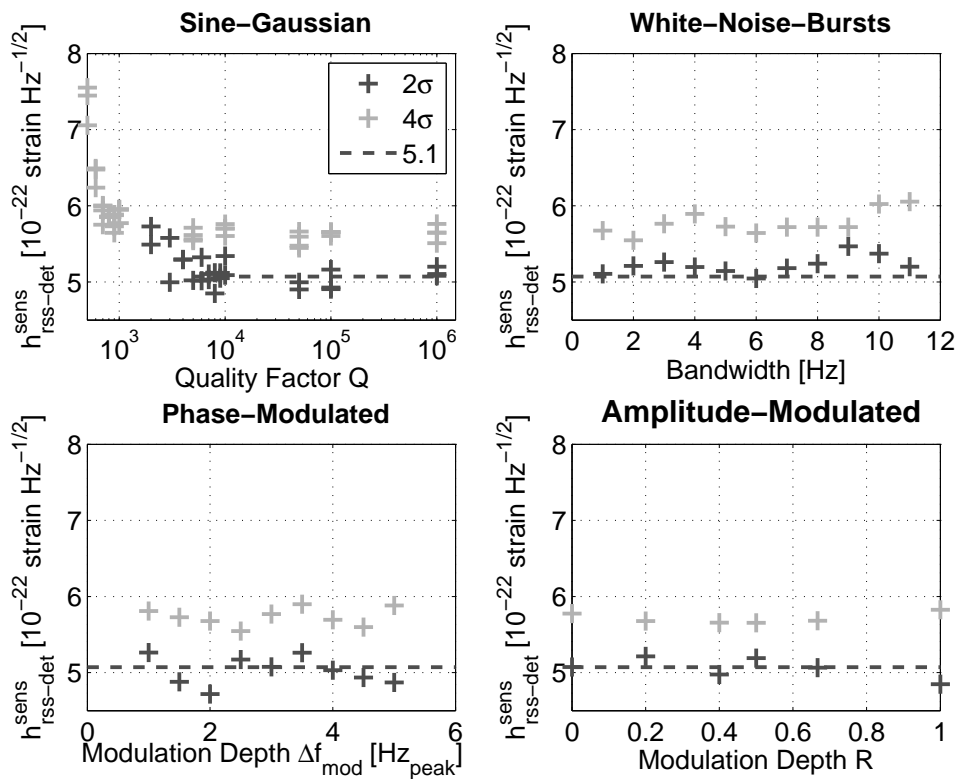 Sine−Gaussian
h^sens_rss−det [10^−22 strain Hz^−1/2]
8
7
6
5
10^3 10^4 10^5 10^6
Quality Factor Q
2σ
4σ
5.1
White−Noise−Bursts
h^sens_rss−det [10^−22 strain Hz^−1/2]
8
7
6
5
0 2 4 6 8 10 12
Bandwidth [Hz]
Phase−Modulated
h^sens_rss−det [10^−22 strain Hz^−1/2]
8
7
6
5
0 2 4 6
Modulation Depth Δf_mod [Hz_peak]
Amplitude−Modulated
h^sens_rss−det [10^−22 strain Hz^−1/2]
8
7
6
5
0 0.2 0.4 0.6 0.8 1
Modulation Depth R